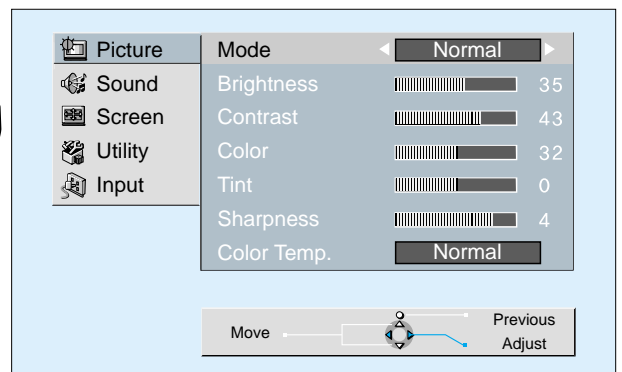 Picture
Sound
Screen
Utility
Input
Mode Normal
Brightness 35
Contrast 43
Color 32
Tint 0
Sharpness 4
Color Temp. Normal
Move
Previous
Adjust